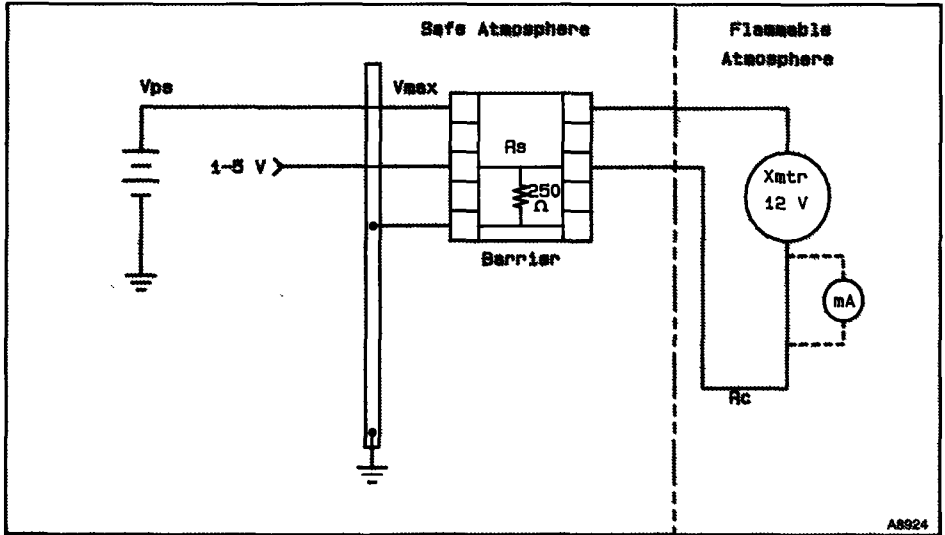 Safe Atmosphere
Flammable
Atmosphere
Vps
Vmax
1-5 V
Rs
250
Ω
Xmtr
12 V
Barrier
mA
Rc
A8924